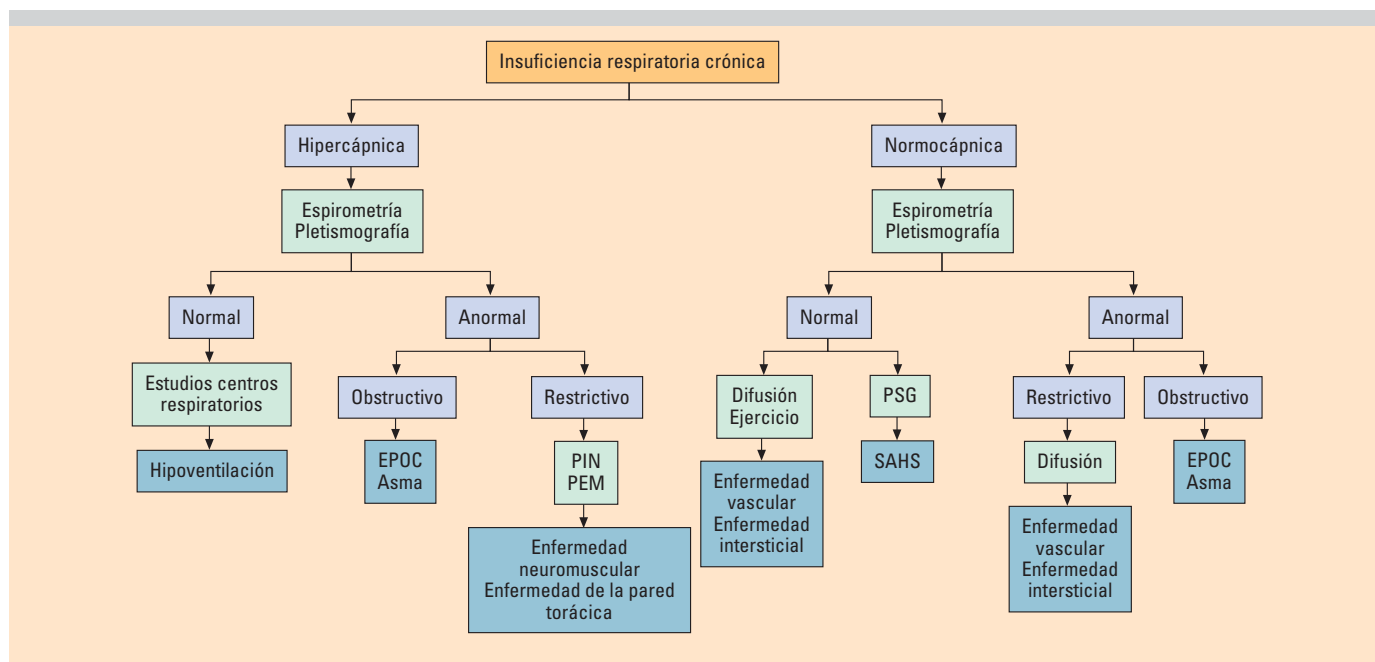 Insuficiencia respiratoria crónica
Hipercápnica
Normocápnica
Espirometría
Pletismografía
Espirometría
Pletismografía
Normal
Anormal
Normal
Anormal
Estudios centros
respiratorios
Obstructivo
Restrictivo
Difusión
Ejercicio
PSG
Restrictivo
Obstructivo
Hipoventilación
EPOC
Asma
PIN
PEM
Enfermedad
vascular
Enfermedad
intersticial
SAHS
Difusión
EPOC
Asma
Enfermedad
neuromuscular
Enfermedad de la pared
torácica
Enfermedad
vascular
Enfermedad
intersticial